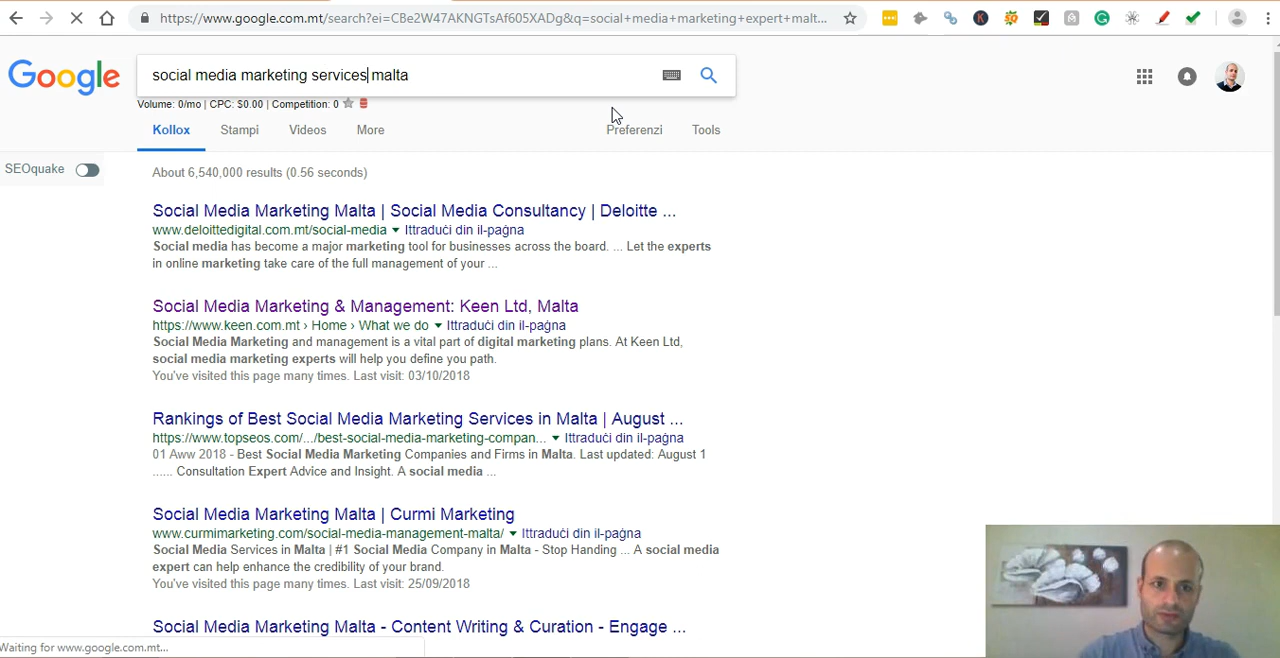 https://www.google.com.mt/search?ei=CBe2W47AKNGTsAf605XADg&q=social+media+marketing+expert+malt...
Google
social media marketing services malta
Volume: 0/mo | CPC: $0.00 | Competition: 0
Kollox Stampi Videos More Preferenzi Tools
SEOquake
About 6,540,000 results (0.56 seconds)
Social Media Marketing Malta | Social Media Consultancy | Deloitte ...
www.deloittedigital.com.mt/social-media Ittraduċi din il-paġna
Social media has become a major marketing tool for businesses across the board. ... Let the experts
in online marketing take care of the full management of your ...
Social Media Marketing & Management: Keen Ltd, Malta
https://www.keen.com.mt › Home › What we do Ittraduċi din il-paġna
Social Media Marketing and management is a vital part of digital marketing plans. At Keen Ltd,
social media marketing experts will help you define you path.
You've visited this page many times. Last visit: 03/10/2018
Rankings of Best Social Media Marketing Services in Malta | August ...
https://www.topseos.com/.../best-social-media-marketing-compan... Ittraduċi din il-paġna
01 Aww 2018 - Best Social Media Marketing Companies and Firms in Malta. Last updated: August 1
...... Consultation Expert Advice and Insight. A social media ...
Social Media Marketing Malta | Curmi Marketing
www.curmimarketing.com/social-media-management-malta/ Ittraduċi din il-paġna
Social Media Services in Malta | #1 Social Media Company in Malta - Stop Handing ... A social media
expert can help enhance the credibility of your brand.
You've visited this page many times. Last visit: 25/09/2018
Social Media Marketing Malta - Content Writing & Curation - Engage ...
Waiting for www.google.com.mt...